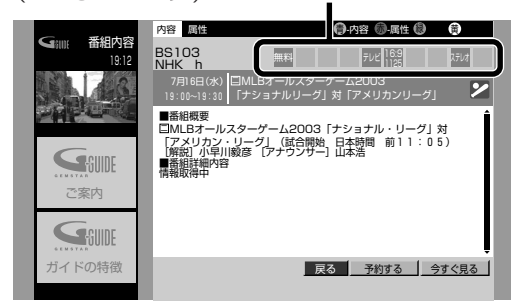 GGUIDE 番組内容
19:12
内容 属性
青-内容 赤-属性 緑 黄
BS103
NHK h
無料 テレビ 16:9 1125 ステレオ
7月16日(水) 日MLBオールスターゲーム2003
19:00~19:30 「ナショナルリーグ」対「アメリカンリーグ」
■番組概要
日MLBオールスターゲーム2003「ナショナル・リーグ」対
「アメリカン・リーグ」(試合開始 日本時間 前11:05)
[解説]小早川毅彦 [アナウンサー]山本浩
■番組詳細内容
情報取得中
GGUIDE
GEMSTAR
ご案内
GGUIDE
GEMSTAR
ガイドの特徴
戻る 予約する 今すぐ見る